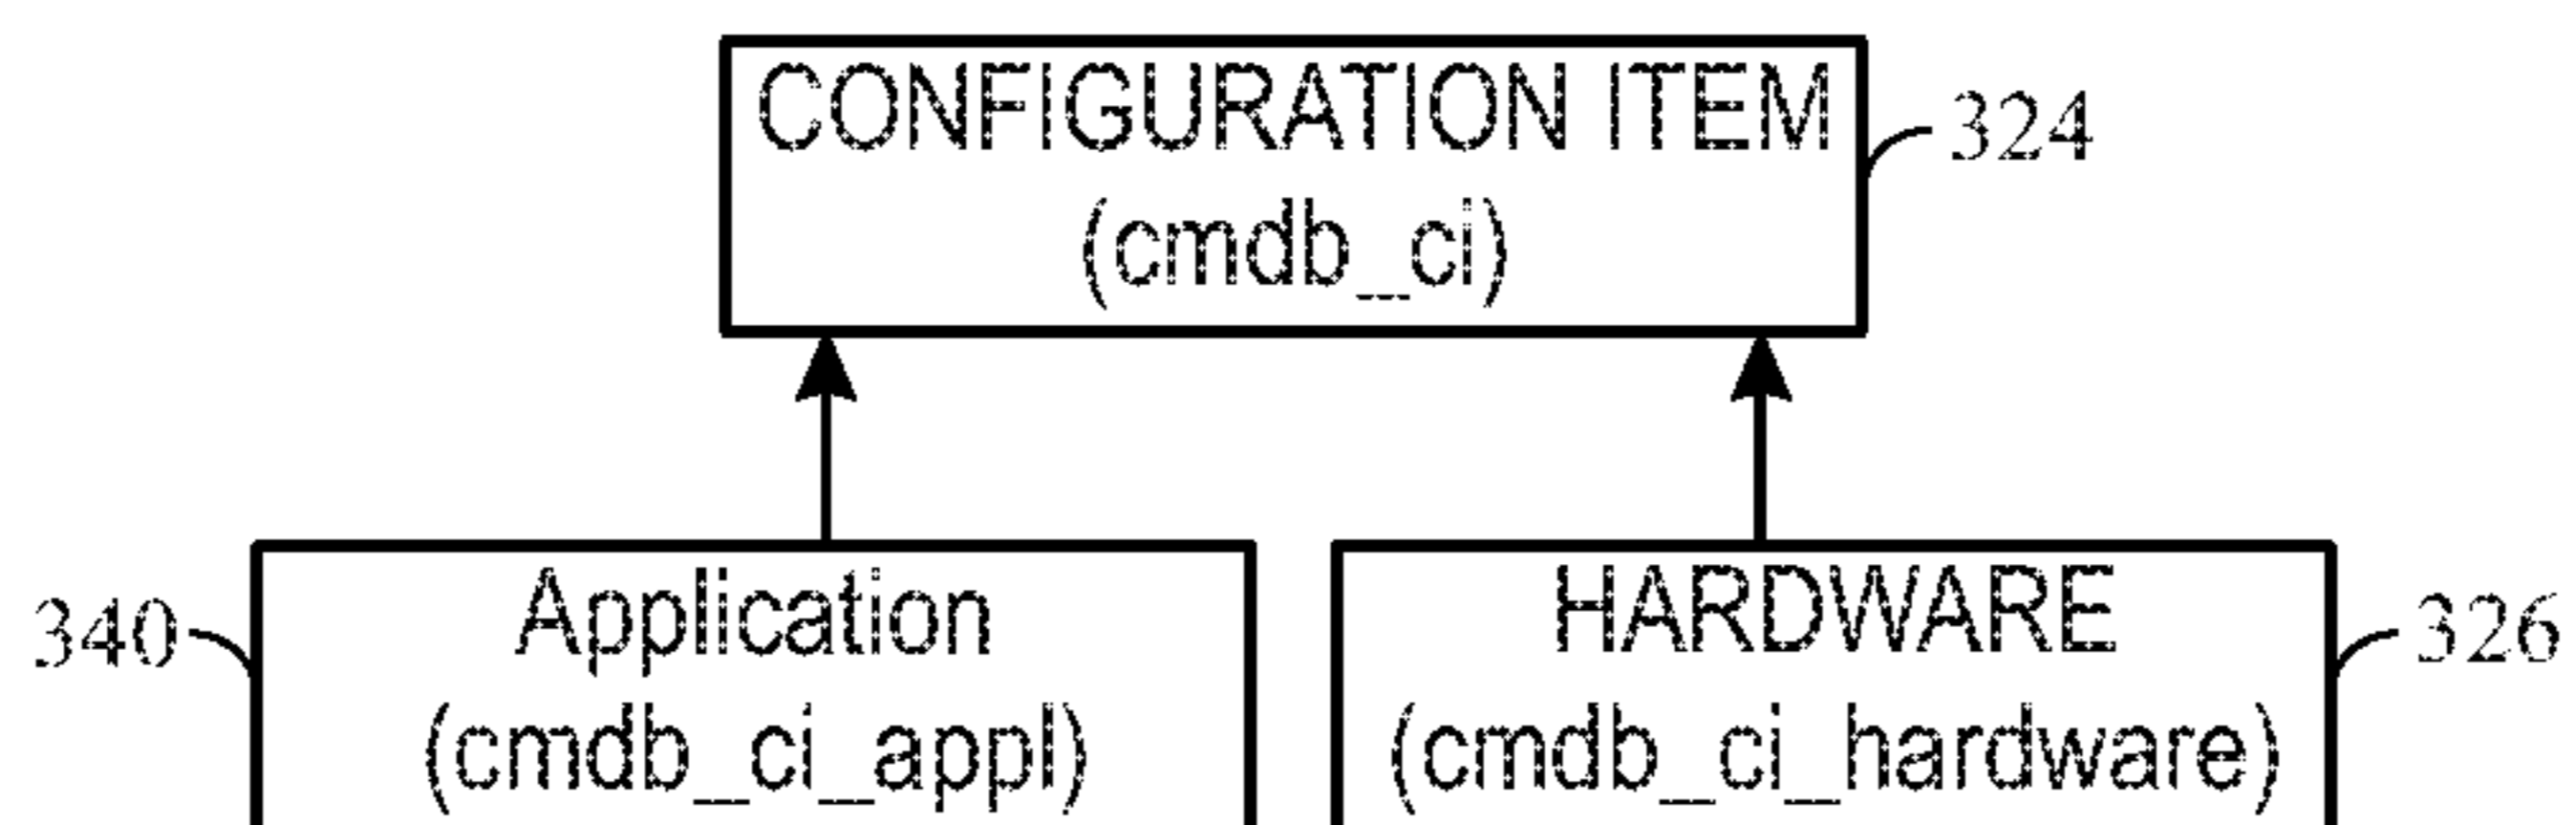 CONFIGURATION ITEM
(cmdb_ci)
324
340
Application
(cmdb_ci_appl)
HARDWARE
(cmdb_ci_hardware)
326